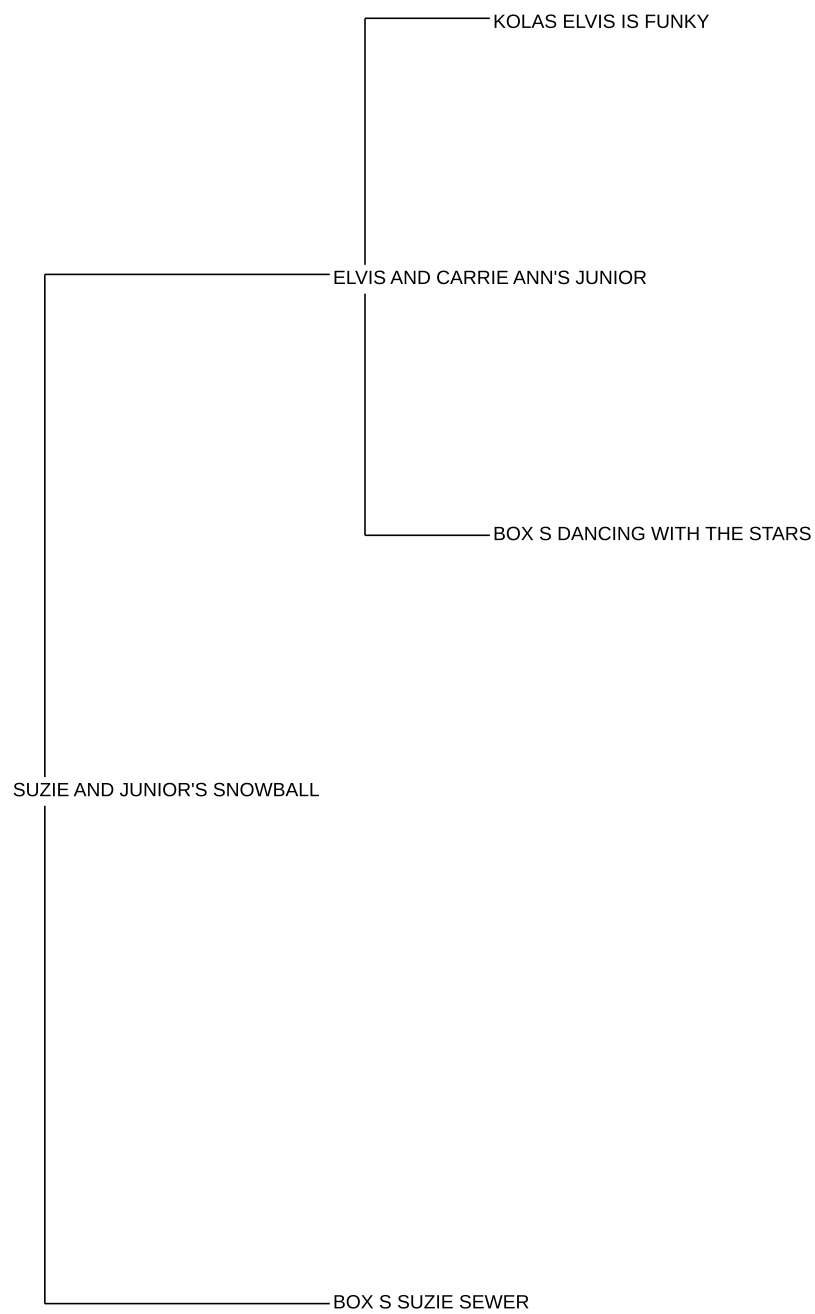 KOLAS ELVIS IS FUNKY
ELVIS AND CARRIE ANN'S JUNIOR
BOX S DANCING WITH THE STARS
SUZIE AND JUNIOR'S SNOWBALL
BOX S SUZIE SEWER